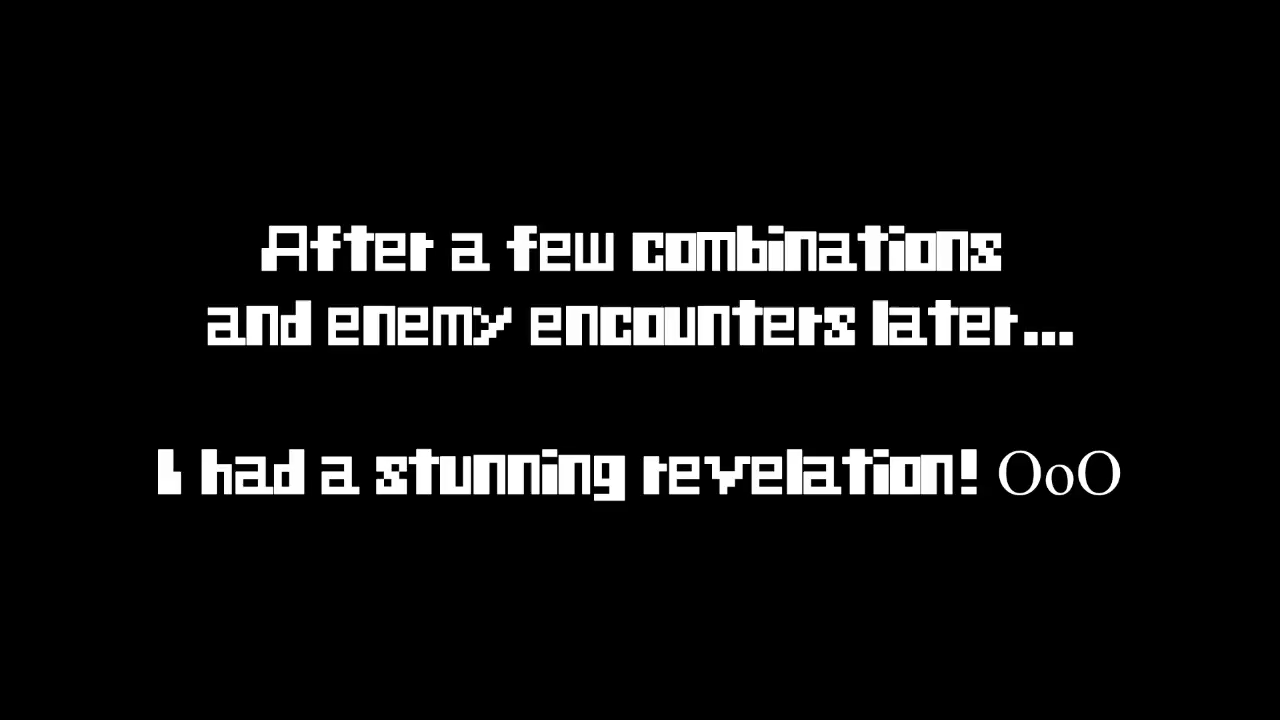 After a few combinations
and enemy encounters later...
I had a stunning revelation! OoO